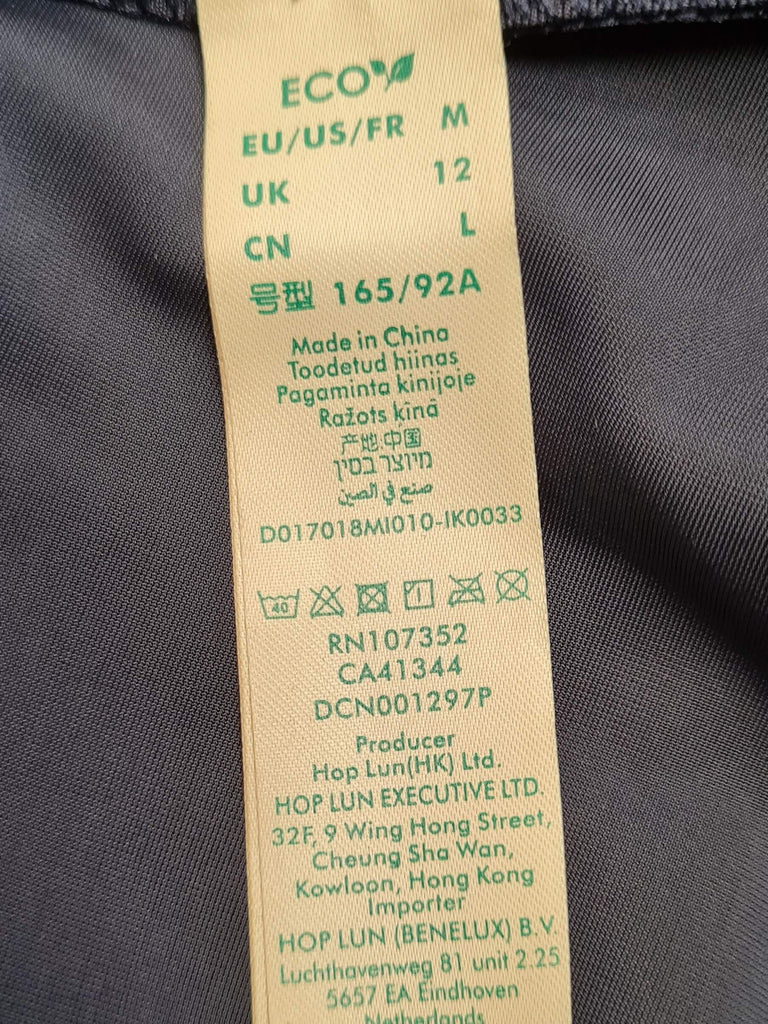 ECO
EU/US/FR M
UK 12
CN L
号型 165/92A
Made in China
Toodetud hiinas
Pagaminta kinijoje
Ražots ķīnā
产地.中国
מיוצר בסין
صنع في الصين
D017018MI010-IK0033
40
RN107352
CA41344
DCN001297P
Producer
Hop Lun(HK) Ltd.
HOP LUN EXECUTIVE LTD.
32F, 9 Wing Hong Street,
Cheung Sha Wan,
Kowloon, Hong Kong
Importer
HOP LUN (BENELUX) B.V.
Luchthavenweg 81 unit 2.25
5657 EA Eindhoven
Netherlands